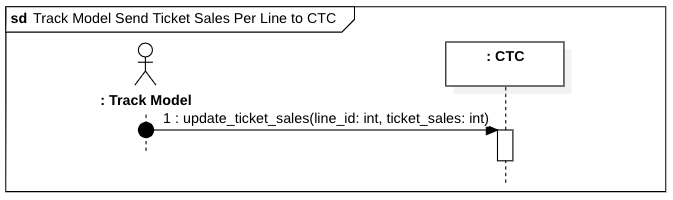 sd Track Model Send Ticket Sales Per Line to CTC
: CTC
: Track Model
1 : update_ticket_sales(line_id: int, ticket_sales: int)